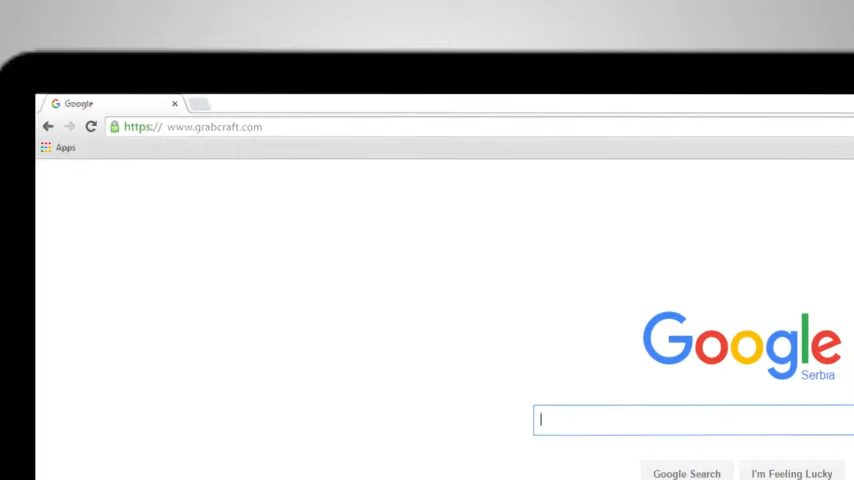 Google
https:// www.grabcraft.com
Apps
Google
Serbia
Google Search
I'm Feeling Lucky